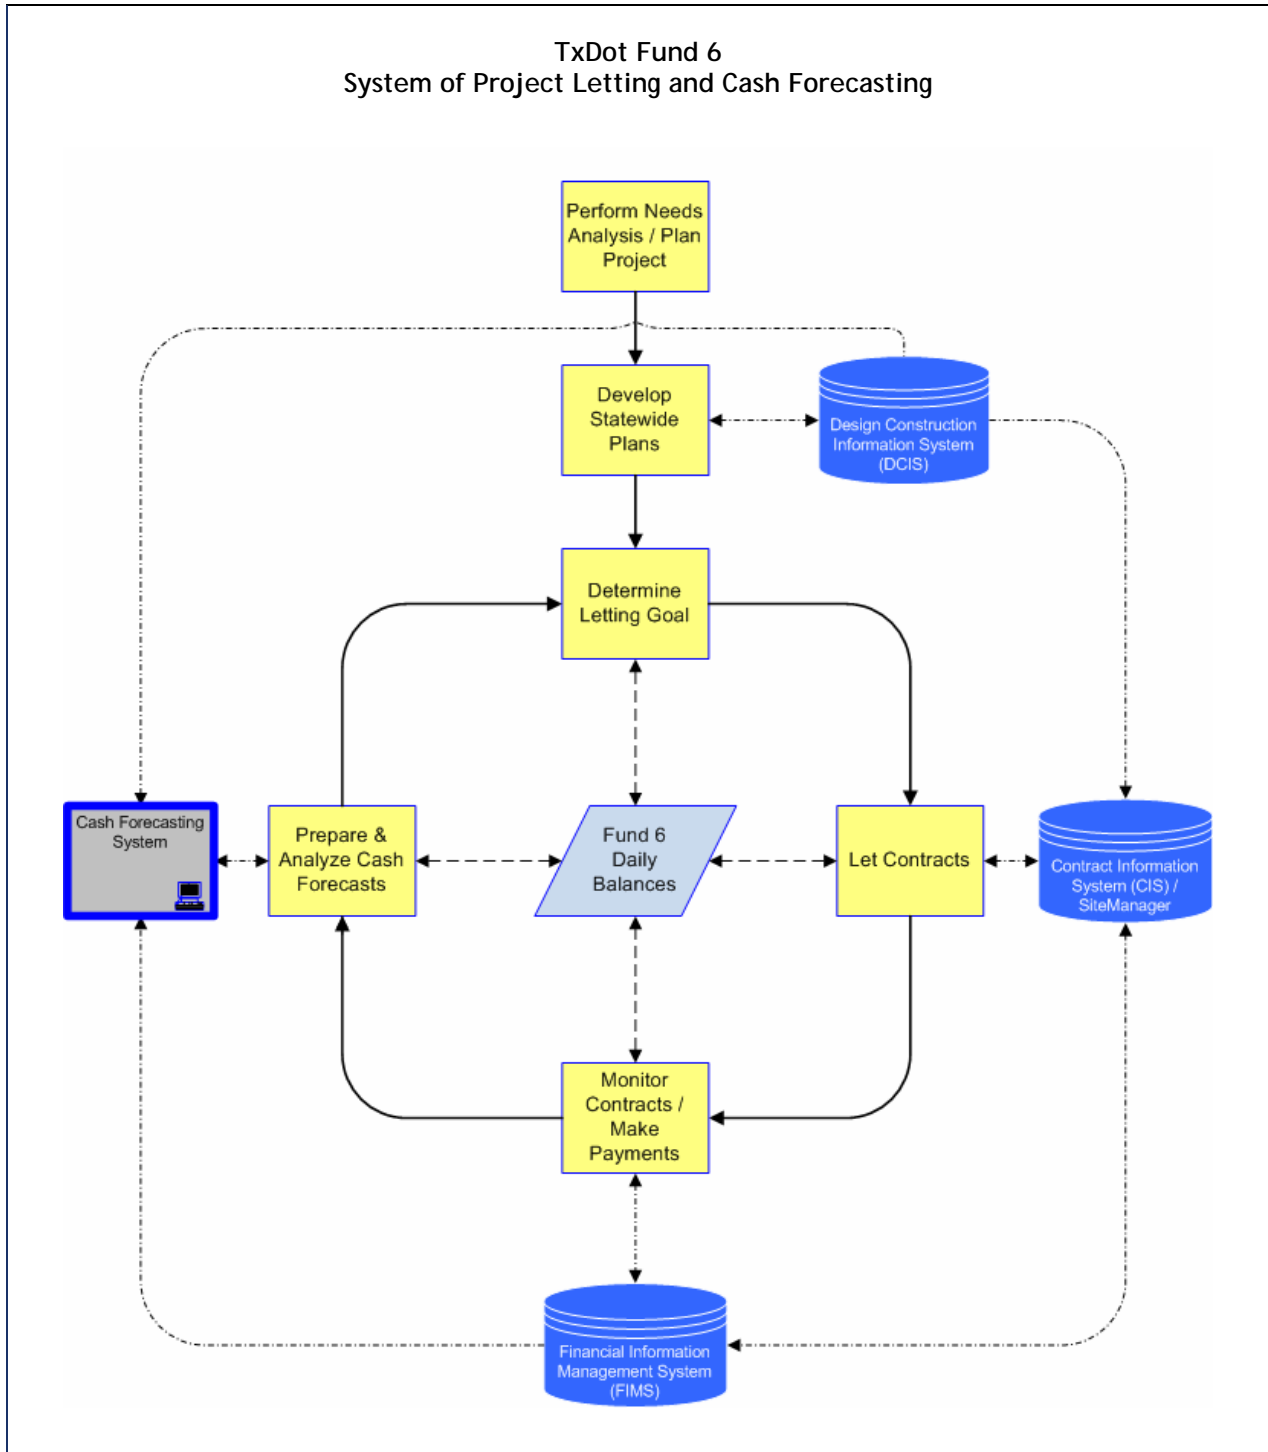 TxDot Fund 6
System of Project Letting and Cash Forecasting
Perform Needs
Analysis / Plan
Project
Develop
Statewide
Plans
Design Construction
Information System
(DCIS)
Determine
Letting Goal
Cash Forecasting
System
Prepare &
Analyze Cash
Forecasts
Fund 6
Daily
Balances
Let Contracts
Contract Information
System (CIS) /
SiteManager
Monitor
Contracts /
Make
Payments
Financial Information
Management System
(FIMS)